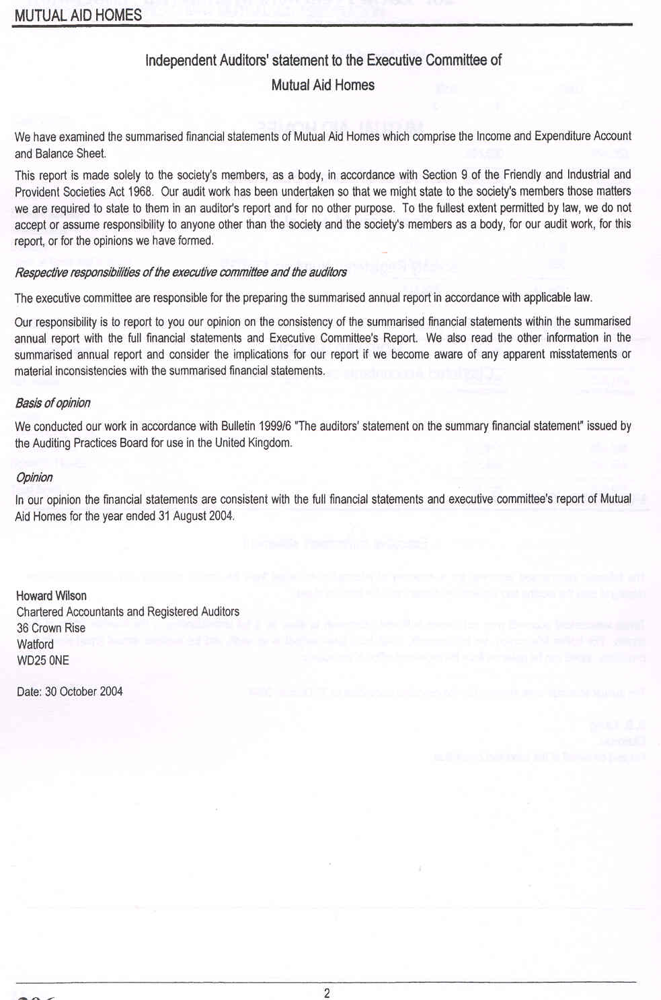 MUTUAL AID HOMES
Independent Auditors' statement to the Executive Committee of
Mutual Aid Homes
We have examined the summarised financial statements of Mutual Aid Homes which comprise the Income and Expenditure Account
and Balance Sheet.
This report is made solely to the society's members, as a body, in accordance with Section 9 of the Friendly and Industrial and
Provident Societies Act 1968. Our audit work has been undertaken so that we might state to the society's members those matters
we are required to state to them in an auditor's report and for no other purpose. To the fullest extent permitted by law, we do not
accept or assume responsibility to anyone other than the society and the society's members as a body, for our audit work, for this
report, or for the opinions we have formed.
Respective responsibilities of the executive committee and the auditors
The executive committee are responsible for the preparing the summarised annual report in accordance with applicable law.
Our responsibility is to report to you our opinion on the consistency of the summarised financial statements within the summarised
annual report with the full financial statements and Executive Committee's Report. We also read the other information in the
summarised annual report and consider the implications for our report if we become aware of any apparent misstatements or
material inconsistencies with the summarised financial statements.
Basis of opinion
We conducted our work in accordance with Bulletin 1999/6 "The auditors' statement on the summary financial statement" issued by
the Auditing Practices Board for use in the United Kingdom.
Opinion
In our opinion the financial statements are consistent with the full financial statements and executive committee's report of Mutual
Aid Homes for the year ended 31 August 2004.
Howard Wilson
Chartered Accountants and Registered Auditors
36 Crown Rise
Watford
WD25 0NE
Date: 30 October 2004
2